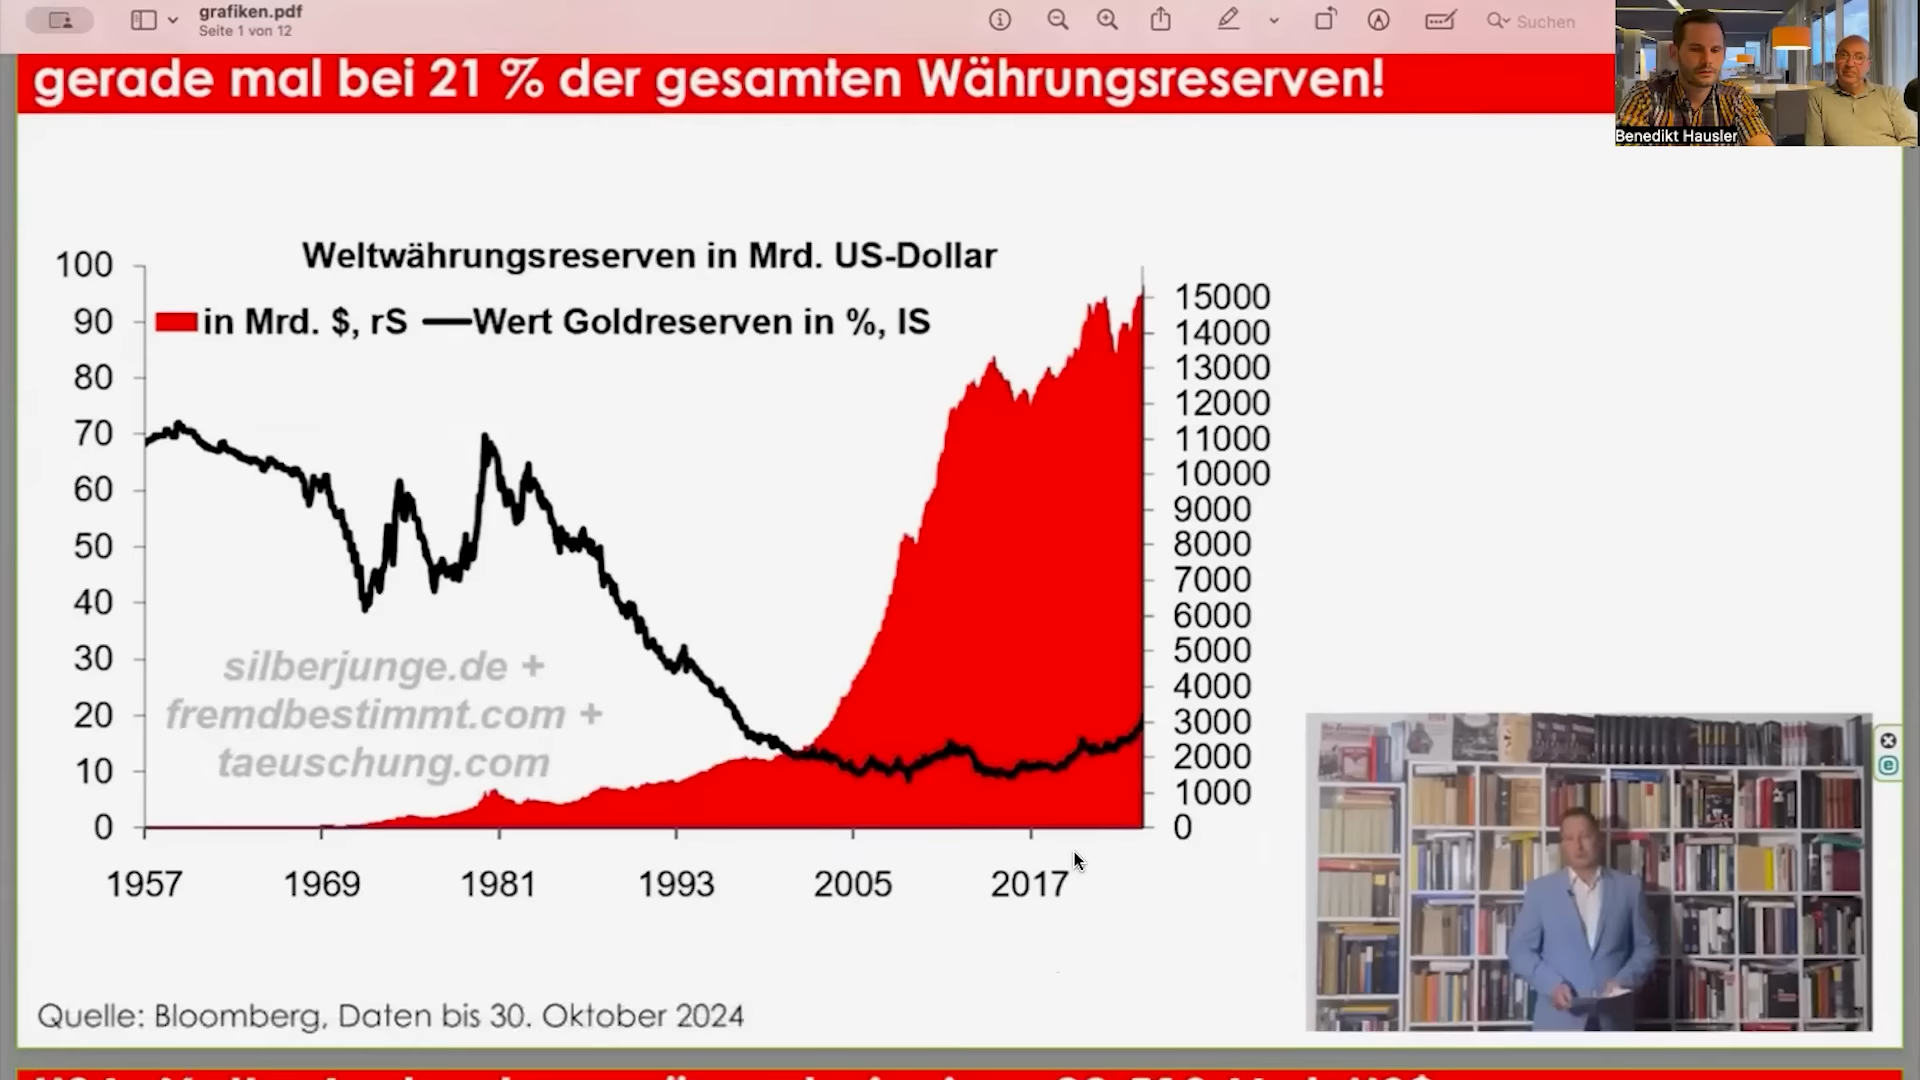 grafiken.pdf
Seite 1 von 12
Suchen
gerade mal bei 21 % der gesamten Währungsreserven!
Benedikt Hausler
Weltwährungsreserven in Mrd. US-Dollar
in Mrd. $, rS Wert Goldreserven in %, lS
100
90
80
70
60
50
40
30
20
10
0
15000
14000
13000
12000
11000
10000
9000
8000
7000
6000
5000
4000
3000
2000
1000
0
silberjunge.de +
fremdbestimmt.com +
taeuschung.com
1957 1969 1981 1993 2005 2017
Quelle: Bloomberg, Daten bis 30. Oktober 2024